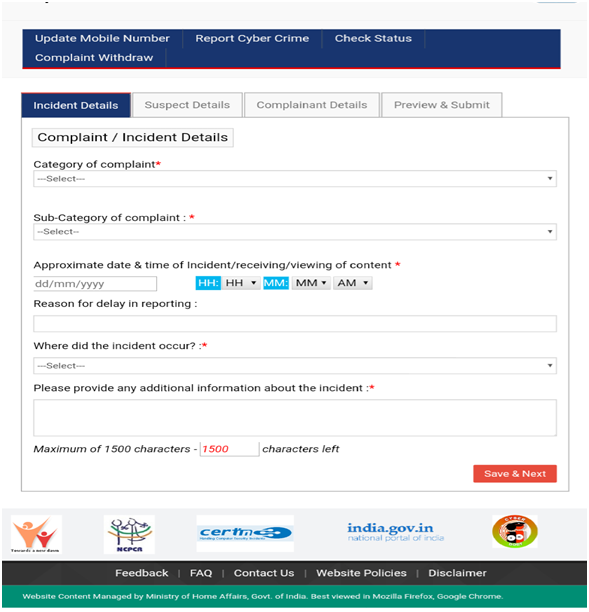 Update Mobile Number Report Cyber Crime Check Status
Complaint Withdraw
Incident Details Suspect Details Complainant Details Preview & Submit
Complaint / Incident Details
Category of complaint*
---Select---
Sub-Category of complaint : *
--Select--
Approximate date & time of Incident/receiving/viewing of content *
dd/mm/yyyy HH: HH MM: MM AM
Reason for delay in reporting :
Where did the incident occur? :*
---Select---
Please provide any additional information about the incident :*
Maximum of 1500 characters - 1500 characters left
Save & Next
Towards a new dawn
NCPCR
india.gov.in
national portal of india
CYBER
Feedback | FAQ | Contact Us | Website Policies | Disclaimer
Website Content Managed by Ministry of Home Affairs, Govt. of India. Best viewed in Mozilla Firefox, Google Chrome.